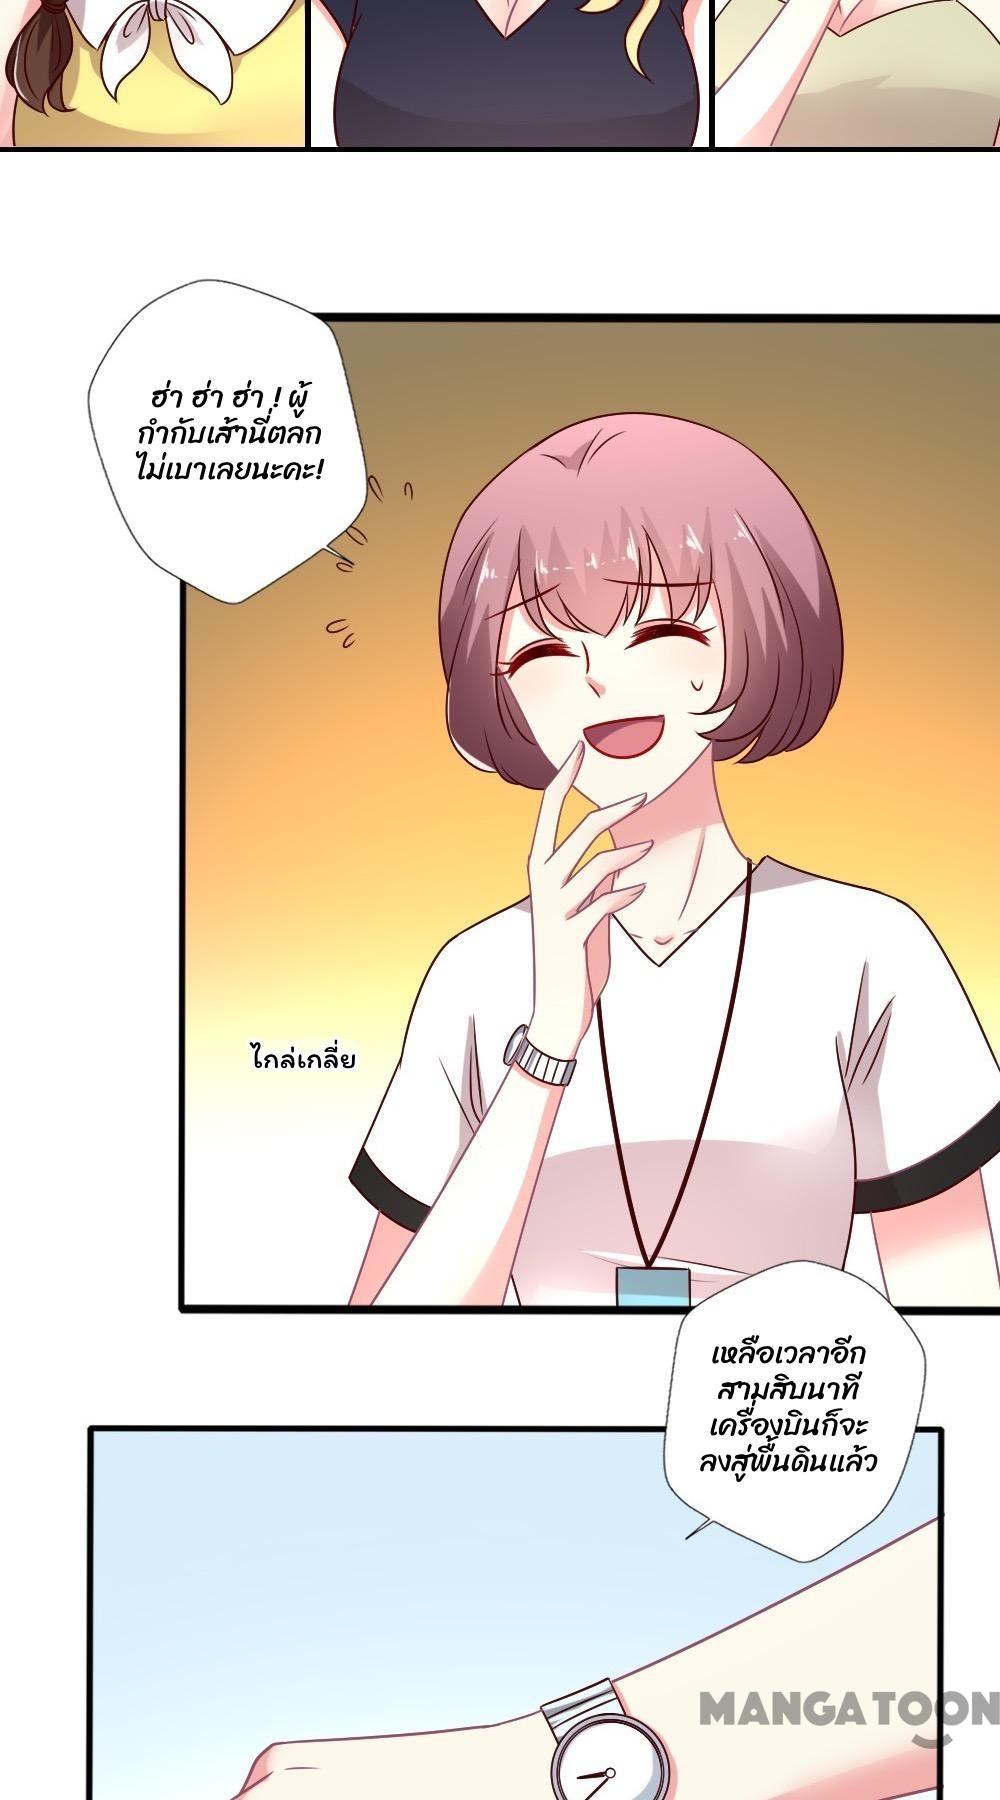 ฮ่า ฮ่า ฮ่า ! ผู้
กำกับเส้านี่ตลก
ไม่เบาเลยนะคะ!
ไกล่เกลี่ย
เหลือเวลาอีก
สามสิบนาที
เครื่องบินก็จะ
ลงสู่พื้นดินแล้ว
MANGATOON